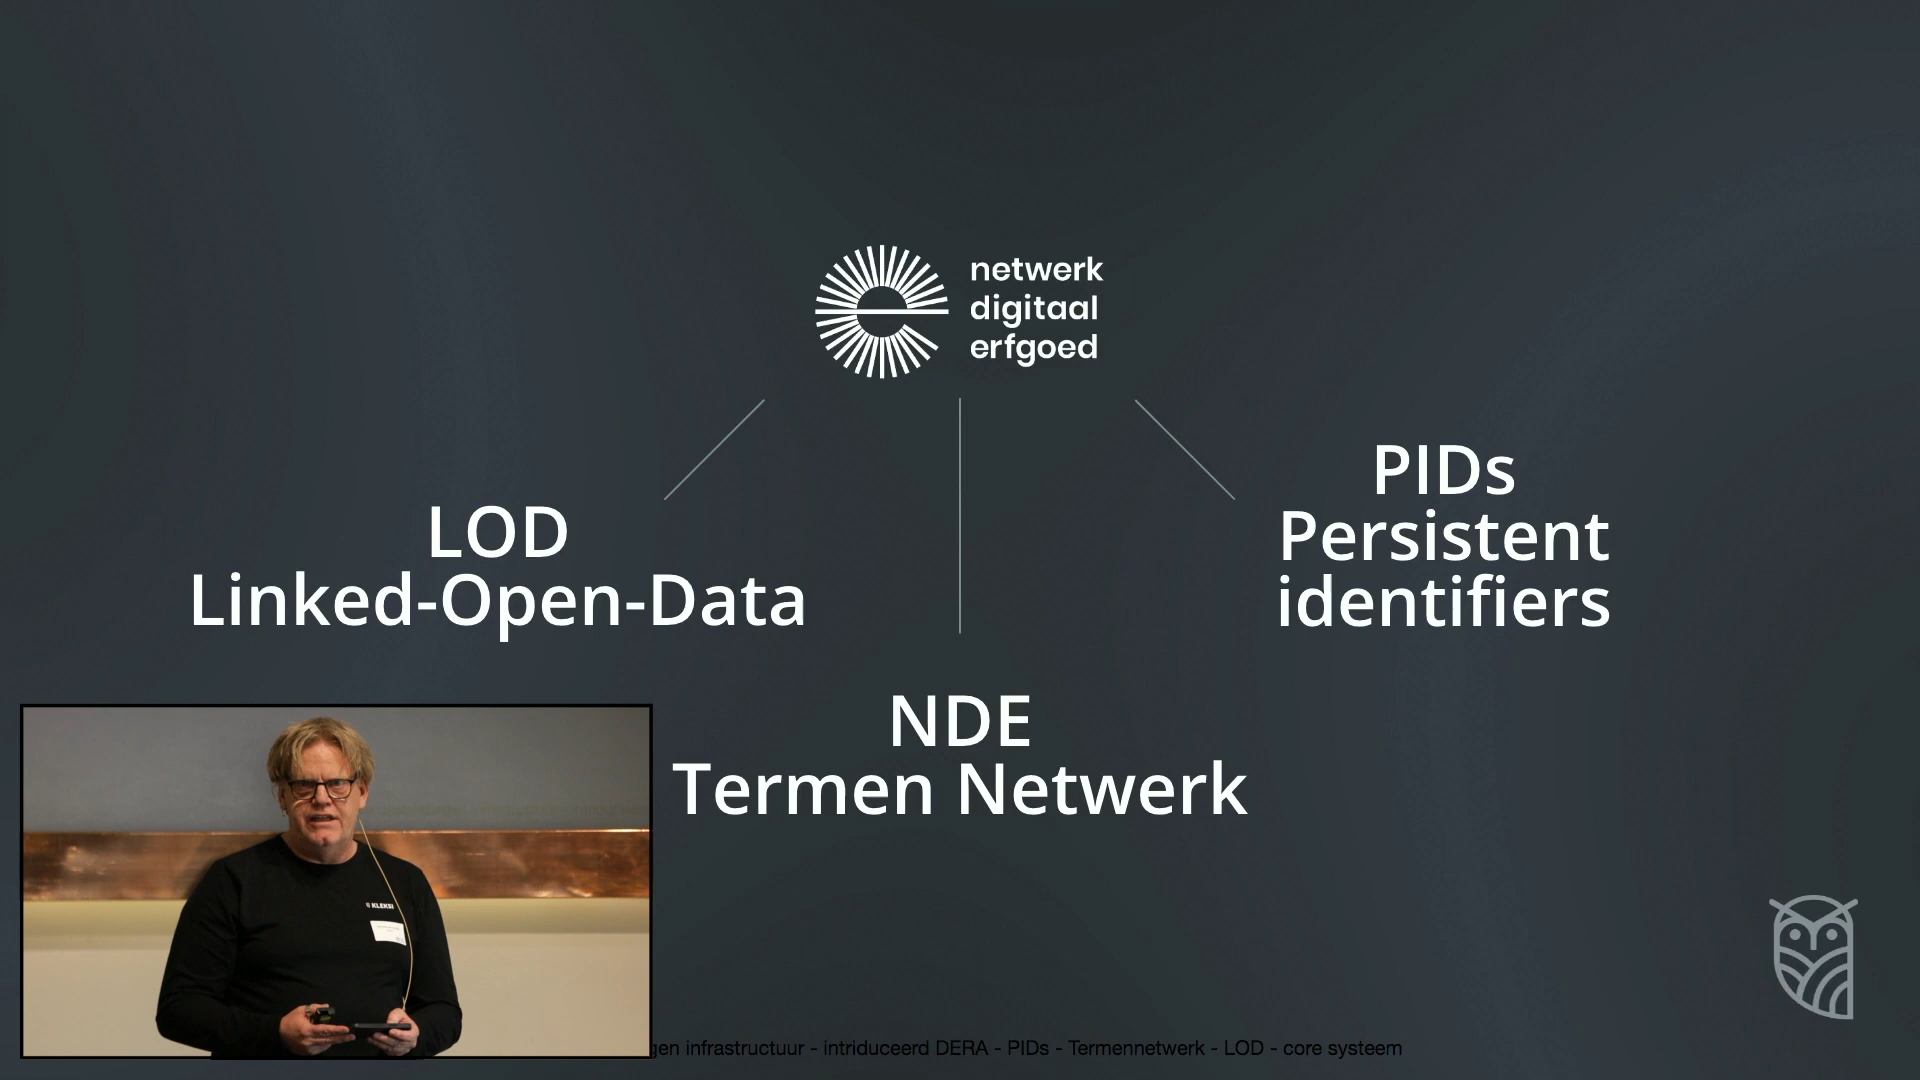 netwerk
digitaal
erfgoed
LOD
Linked-Open-Data
PIDs
Persistent
identifiers
NDE
Termen Netwerk
KLEKSI
gen infrastructuur - intriduceerd DERA - PIDs - Termennetwerk - LOD - core systeem